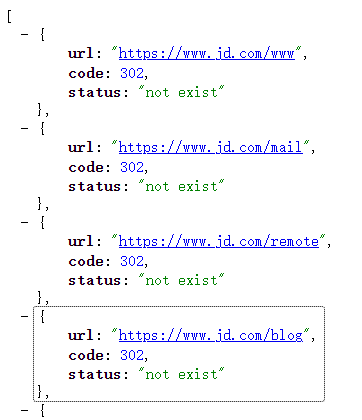 [
- {
url: "https://www.jd.com/www",
code: 302,
status: "not exist"
},
- {
url: "https://www.jd.com/mail",
code: 302,
status: "not exist"
},
- {
url: "https://www.jd.com/remote",
code: 302,
status: "not exist"
},
- {
url: "https://www.jd.com/blog",
code: 302,
status: "not exist"
},
- {